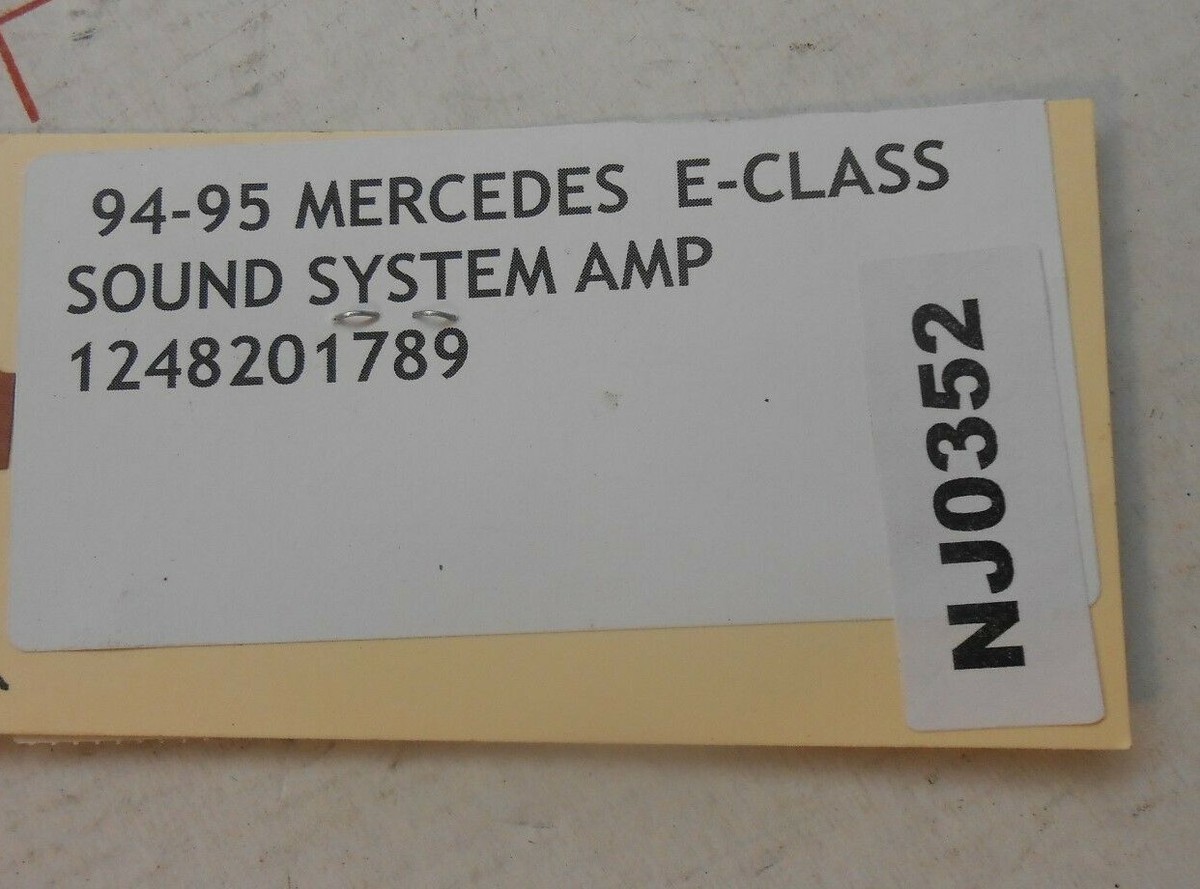 94-95 MERCEDES E-CLASS
SOUND SYSTEM AMP
1248201789
NJ0352